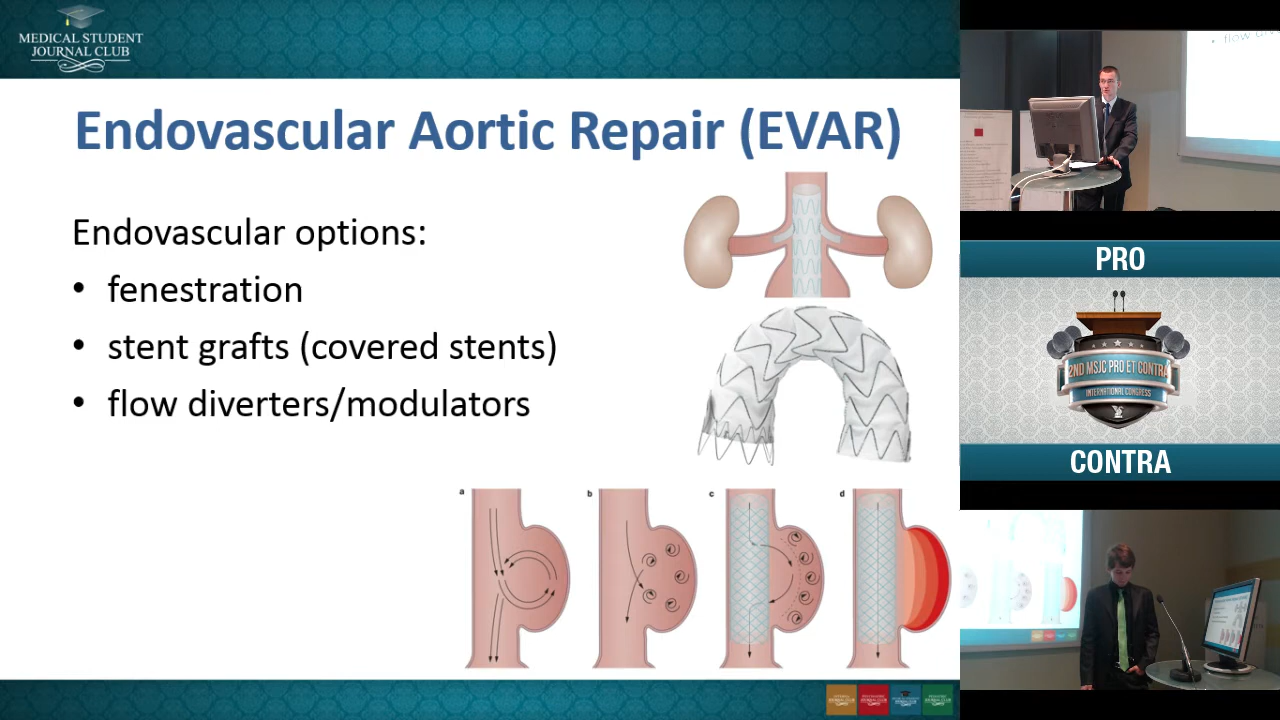 MEDICAL STUDENT
JOURNAL CLUB
Endovascular Aortic Repair (EVAR)
Endovascular options:
• fenestration
• stent grafts (covered stents)
• flow diverters/modulators
a
b
c
d
PRO
2ND MSJC PRO ET CONTRA
INTERNATIONAL CONGRESS
CONTRA